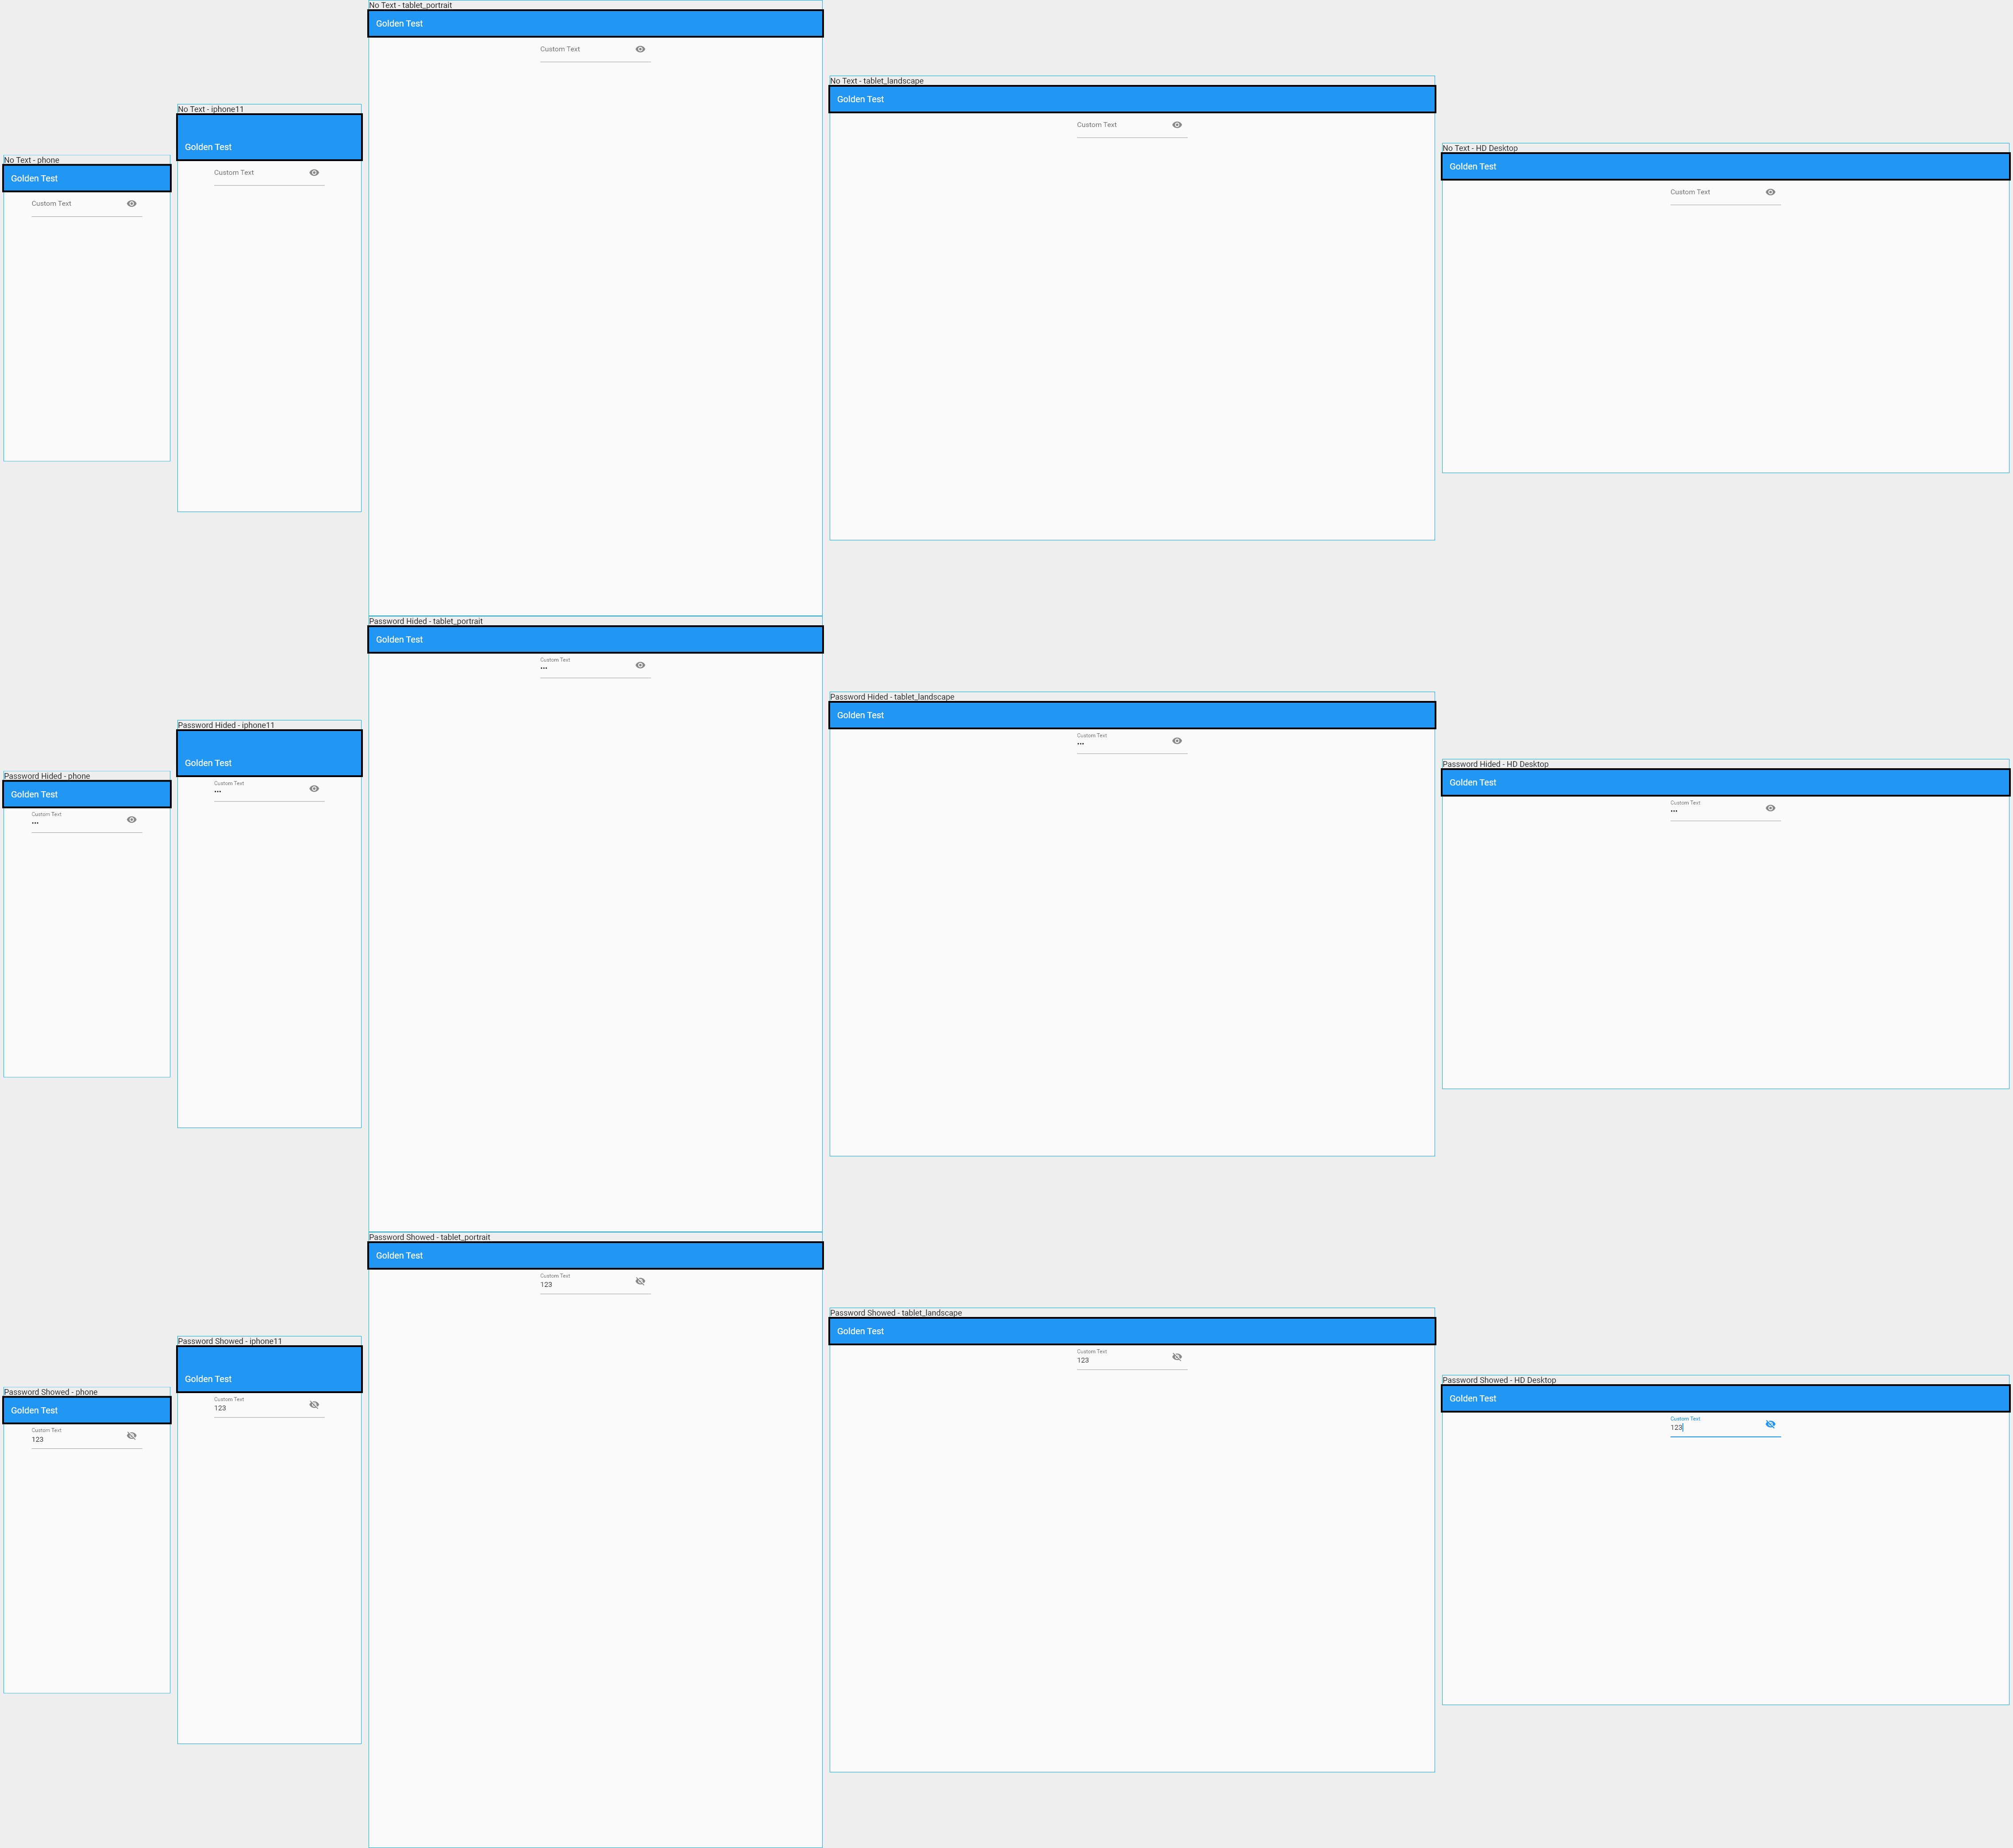 No Text - phone
Golden Test
Custom Text
No Text - iphone11
Golden Test
Custom Text
No Text - tablet_portrait
Golden Test
Custom Text
No Text - tablet_landscape
Golden Test
Custom Text
No Text - HD Desktop
Golden Test
Custom Text
Password Hided - phone
Golden Test
Custom Text
•••
Password Hided - iphone11
Golden Test
Custom Text
•••
Password Hided - tablet_portrait
Golden Test
Custom Text
•••
Password Hided - tablet_landscape
Golden Test
Custom Text
•••
Password Hided - HD Desktop
Golden Test
Custom Text
•••
Password Showed - phone
Golden Test
Custom Text
123
Password Showed - iphone11
Golden Test
Custom Text
123
Password Showed - tablet_portrait
Golden Test
Custom Text
123
Password Showed - tablet_landscape
Golden Test
Custom Text
123
Password Showed - HD Desktop
Golden Test
Custom Text
123